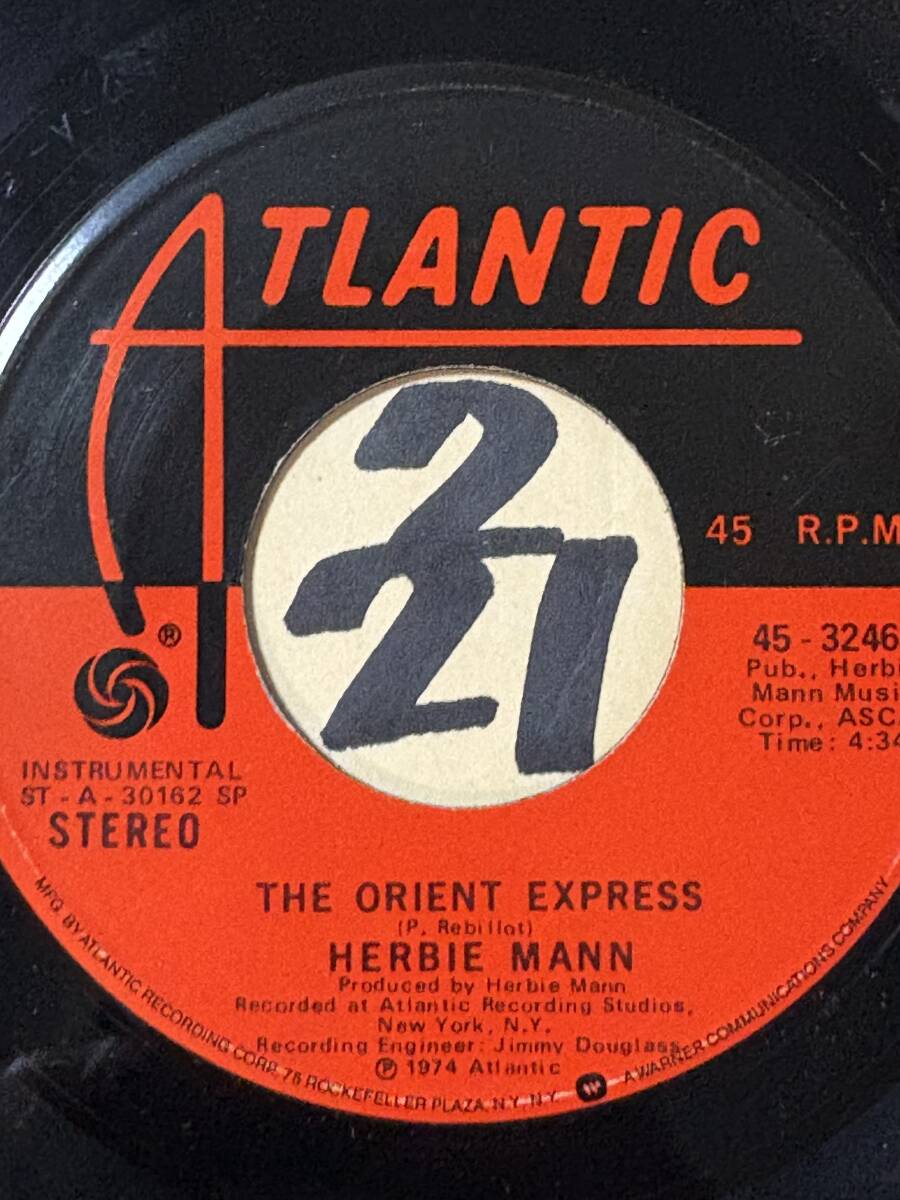 ATLANTIC
2
21
45 R.P.M
®
45-3246
Pub., Herbi
Mann Musi
Corp., ASCA
Time: 4:34
INSTRUMENTAL
ST-A-30162 SP
STEREO
THE ORIENT EXPRESS
(P. Rebillot)
HERBIE MANN
Produced by Herbie Mann
Recorded at Atlantic Recording Studios,
New York, N.Y.
Recording Engineer: Jimmy Douglass
℗ 1974 Atlantic
MFG. BY ATLANTIC RECORDING CORP., 75 ROCKEFELLER PLAZA, N.Y., N.Y. A WARNER COMMUNICATIONS COMPANY